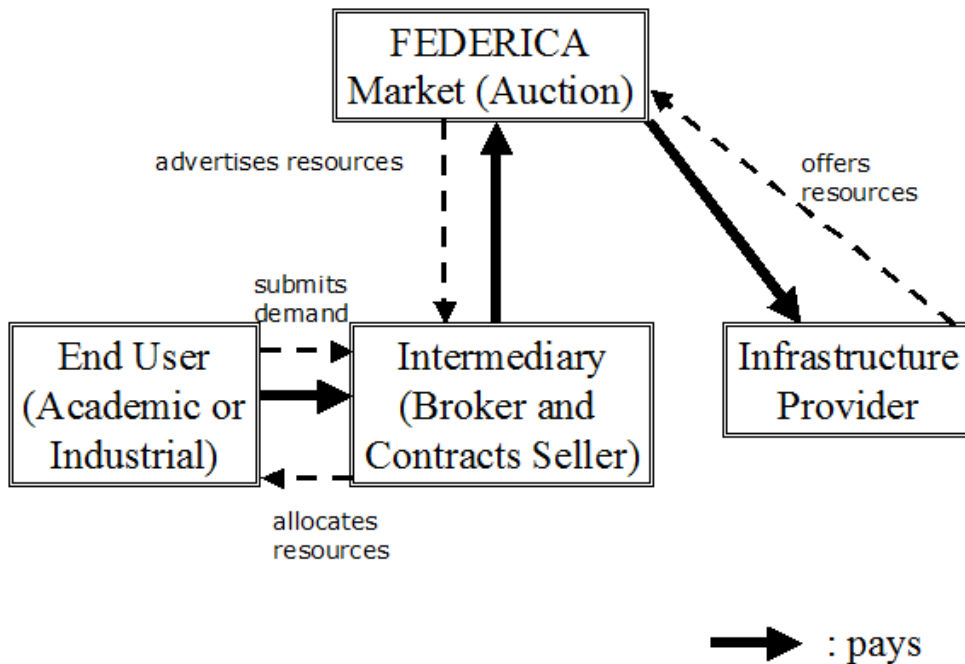 FEDERICA
Market (Auction)
advertises resources
offers
resources
submits
demand
End User
(Academic or
Industrial)
Intermediary
(Broker and
Contracts Seller)
Infrastructure
Provider
allocates
resources
: pays